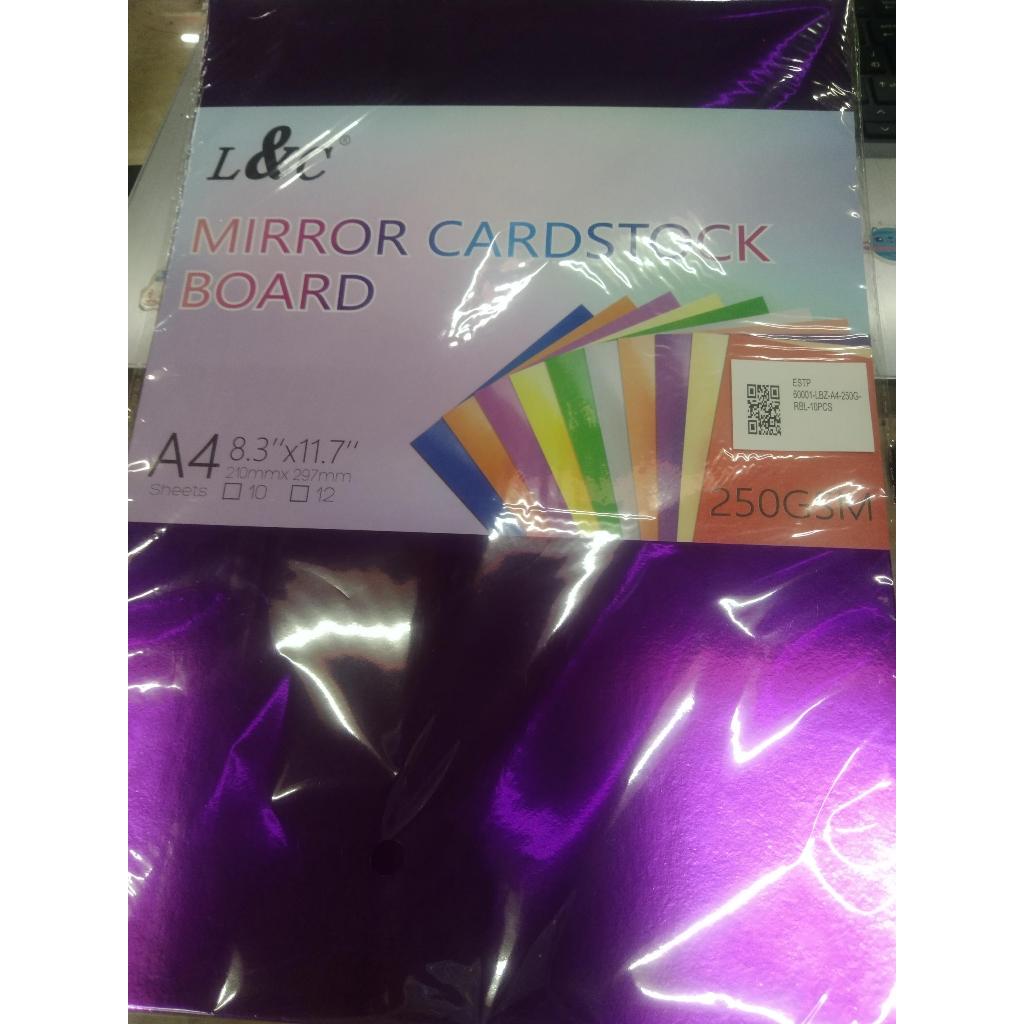 L&C®
MIRROR CARDSTOCK
BOARD
ESTP
60001-LBZ-A4-250G-
RBL-10PCS
A4 8.3''x11.7''
210mmx 297mm
Sheets 10 12
250GSM